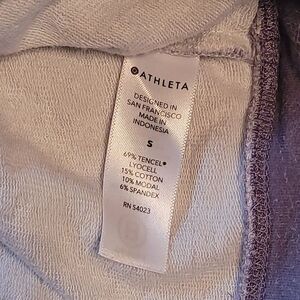 ATHLETA
DESIGNED IN
SAN FRANCISCO
MADE IN
INDONESIA
S
69% TENCEL®
LYOCELL
15% COTTON
10% MODAL
6% SPANDEX
RN 54023